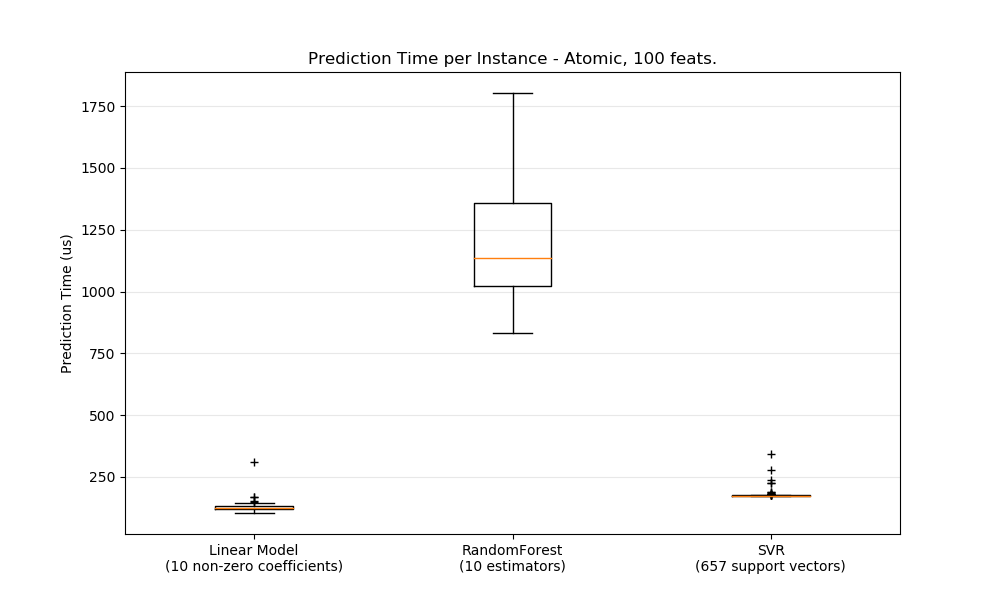 Prediction Time per Instance - Atomic, 100 feats.
Prediction Time (us)
1750
1500
1250
1000
750
500
250
Linear Model
(10 non-zero coefficients)
RandomForest
(10 estimators)
SVR
(657 support vectors)